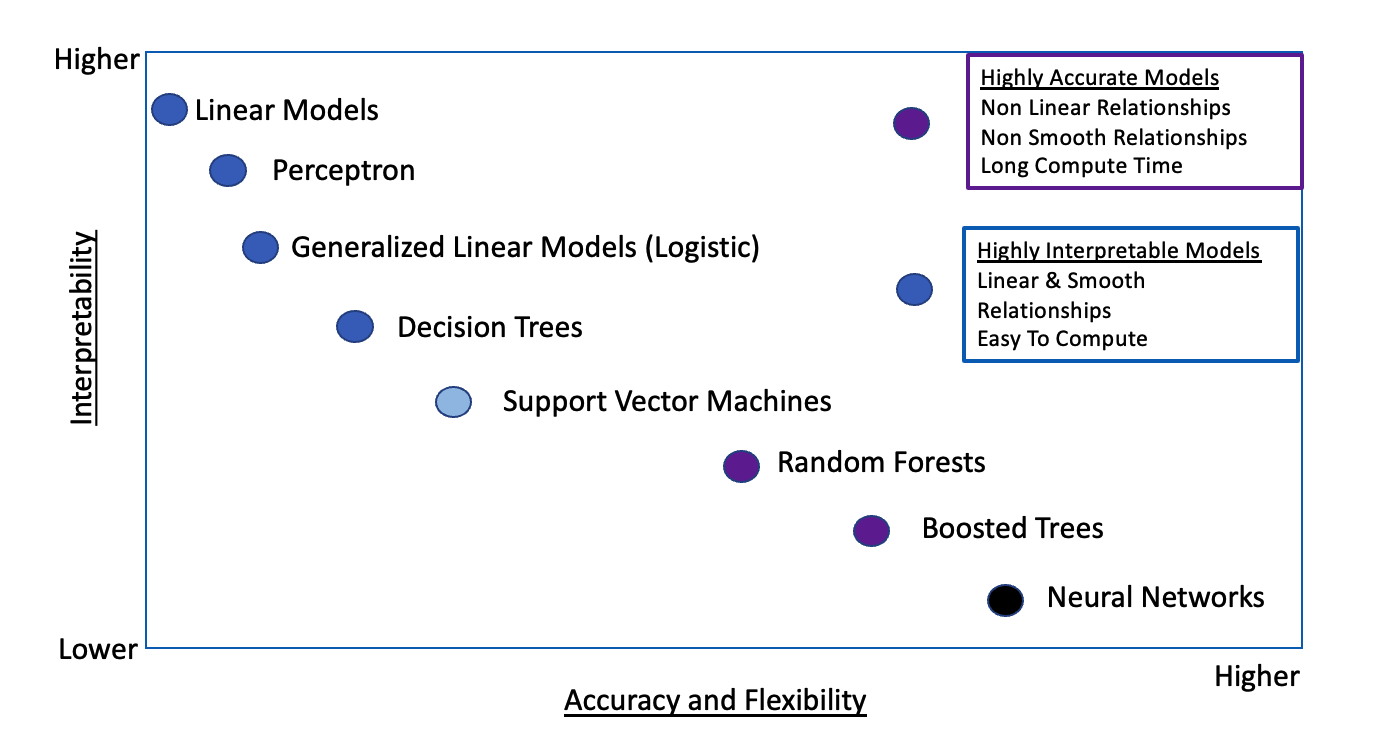 Higher
Linear Models
Perceptron
Generalized Linear Models (Logistic)
Decision Trees
Support Vector Machines
Random Forests
Boosted Trees
Neural Networks
Highly Accurate Models
Non Linear Relationships
Non Smooth Relationships
Long Compute Time
Highly Interpretable Models
Linear & Smooth
Relationships
Easy To Compute
Interpretability
Lower
Higher
Accuracy and Flexibility